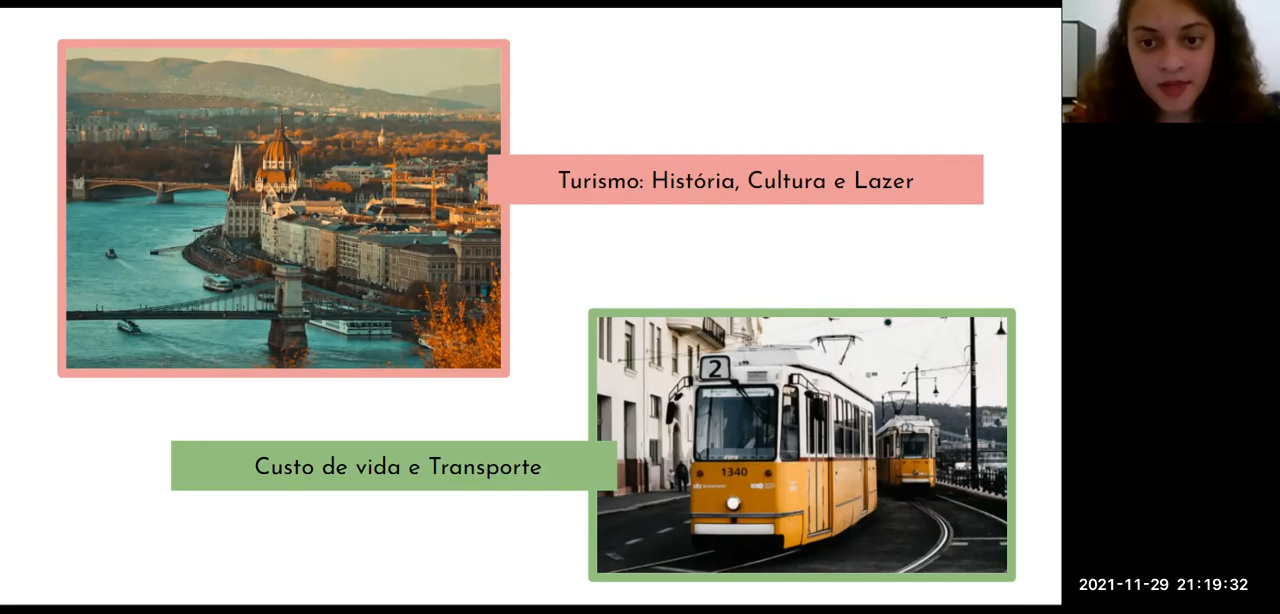 Turismo: História, Cultura e Lazer
2
1340
Custo de vida e Transporte
2021-11-29 21:19:32